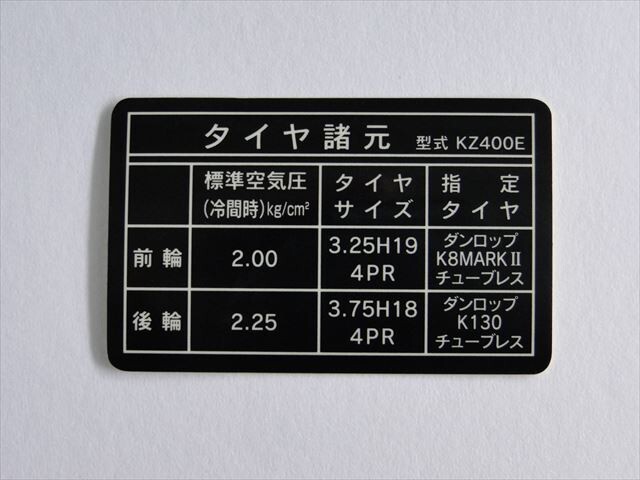 タイヤ諸元 型式 KZ400E
標準空気圧 タイヤ 指定
(冷間時)kg/cm² サイズ タイヤ
前輪 2.00 3.25H19 4PR ダンロップ K8MARKⅡ チューブレス
後輪 2.25 3.75H18 4PR ダンロップ K130 チューブレス